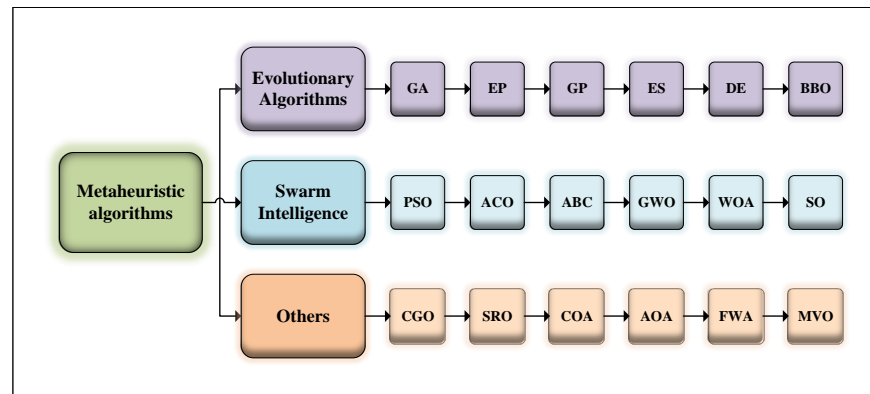 Evolutionary
Algorithms
GA
EP
GP
ES
DE
BBO
Metaheuristic
algorithms
Swarm
Intelligence
PSO
ACO
ABC
GWO
WOA
SO
Others
CGO
SRO
COA
AOA
FWA
MVO